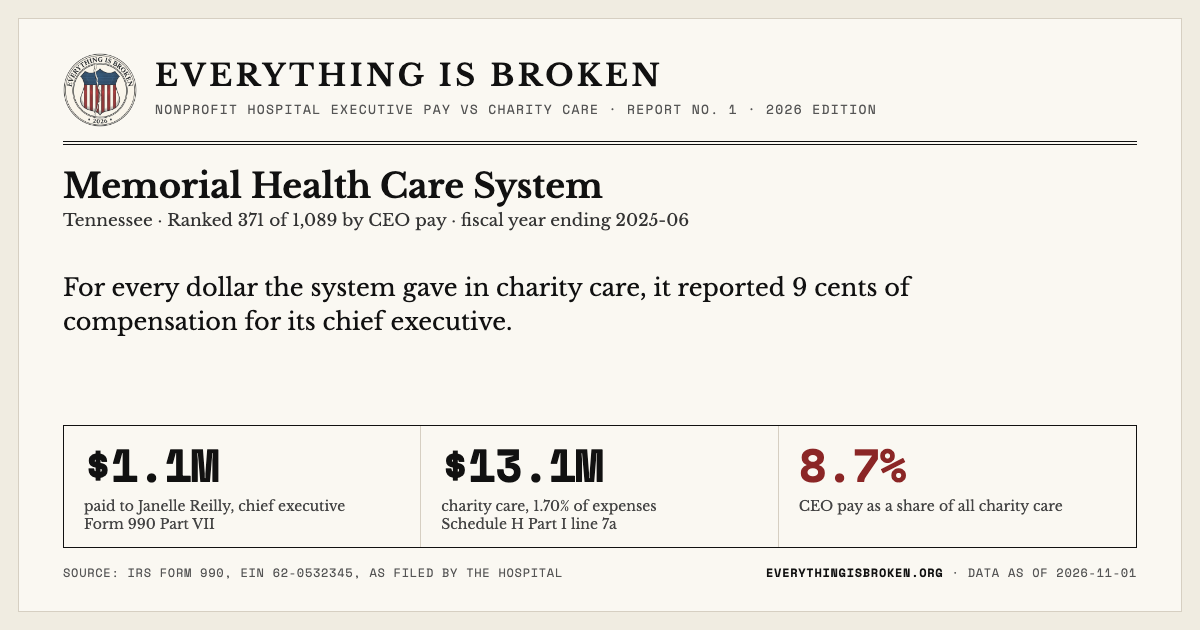 EVERYTHING IS BROKEN
2026
EVERYTHING IS BROKEN
NONPROFIT HOSPITAL EXECUTIVE PAY VS CHARITY CARE · REPORT NO. 1 · 2026 EDITION
Memorial Health Care System
Tennessee · Ranked 371 of 1,089 by CEO pay · fiscal year ending 2025-06
For every dollar the system gave in charity care, it reported 9 cents of
compensation for its chief executive.
$1.1M
paid to Janelle Reilly, chief executive
Form 990 Part VII
$13.1M
charity care, 1.70% of expenses
Schedule H Part I line 7a
8.7%
CEO pay as a share of all charity care
SOURCE: IRS FORM 990, EIN 62-0532345, AS FILED BY THE HOSPITAL
EVERYTHINGISBROKEN.ORG · DATA AS OF 2026-11-01